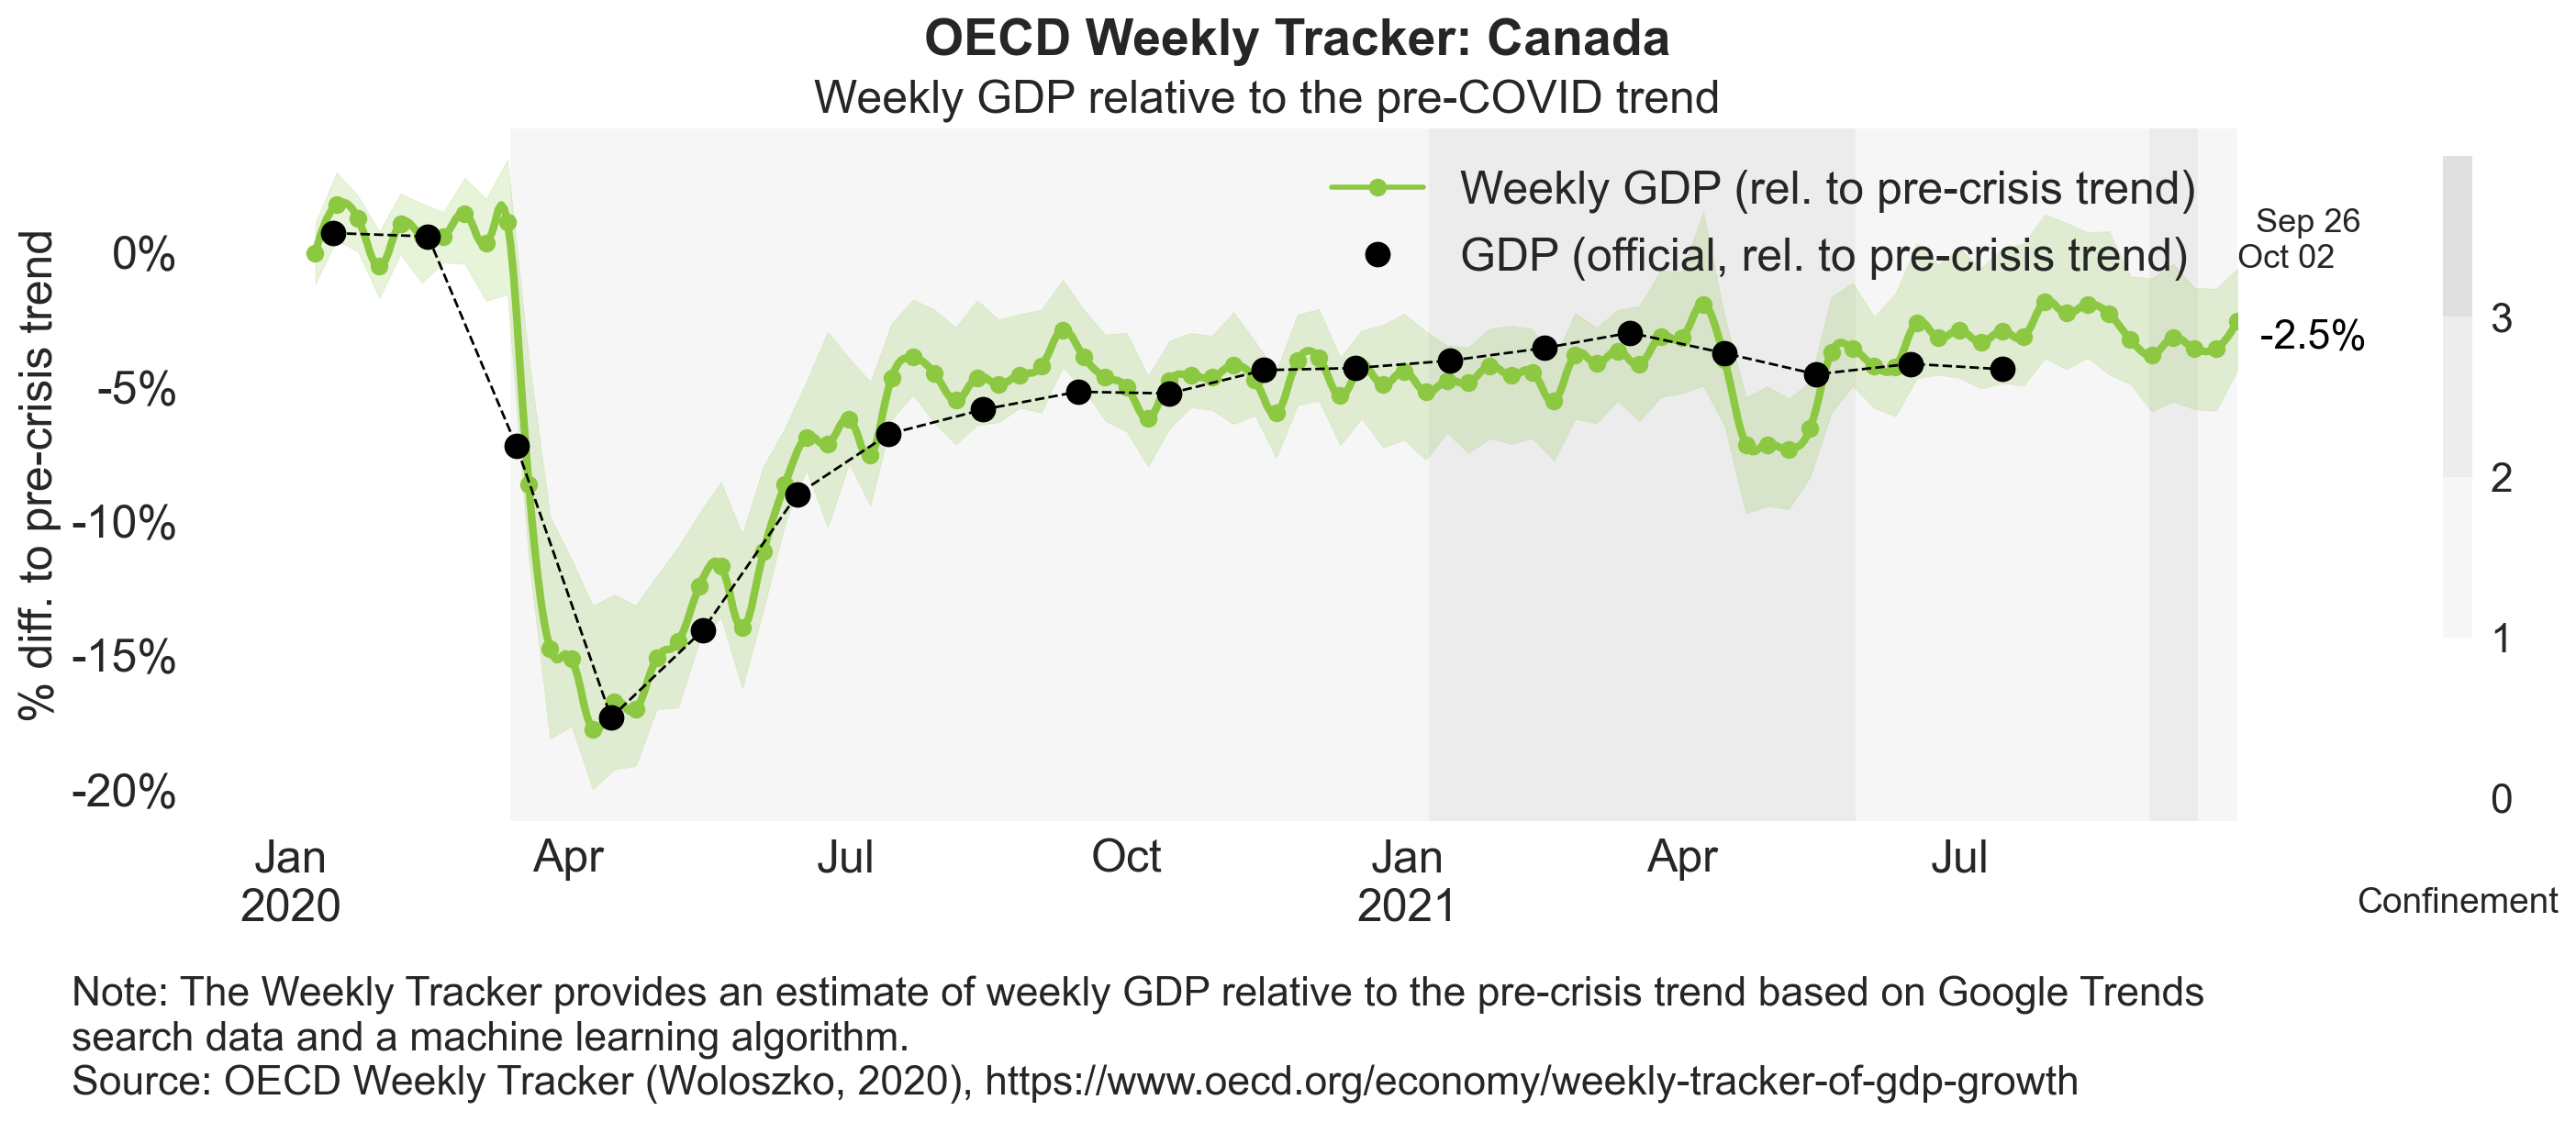 OECD Weekly Tracker: Canada
Weekly GDP relative to the pre-COVID trend
% diff. to pre-crisis trend
0%
-5%
-10%
-15%
-20%
Weekly GDP (rel. to pre-crisis trend)
GDP (official, rel. to pre-crisis trend)
Sep 26
Oct 02
-2.5%
3
2
1
0
Confinement
Jan
2020
Apr
Jul
Oct
Jan
2021
Apr
Jul
Note: The Weekly Tracker provides an estimate of weekly GDP relative to the pre-crisis trend based on Google Trends
search data and a machine learning algorithm.
Source: OECD Weekly Tracker (Woloszko, 2020), https://www.oecd.org/economy/weekly-tracker-of-gdp-growth